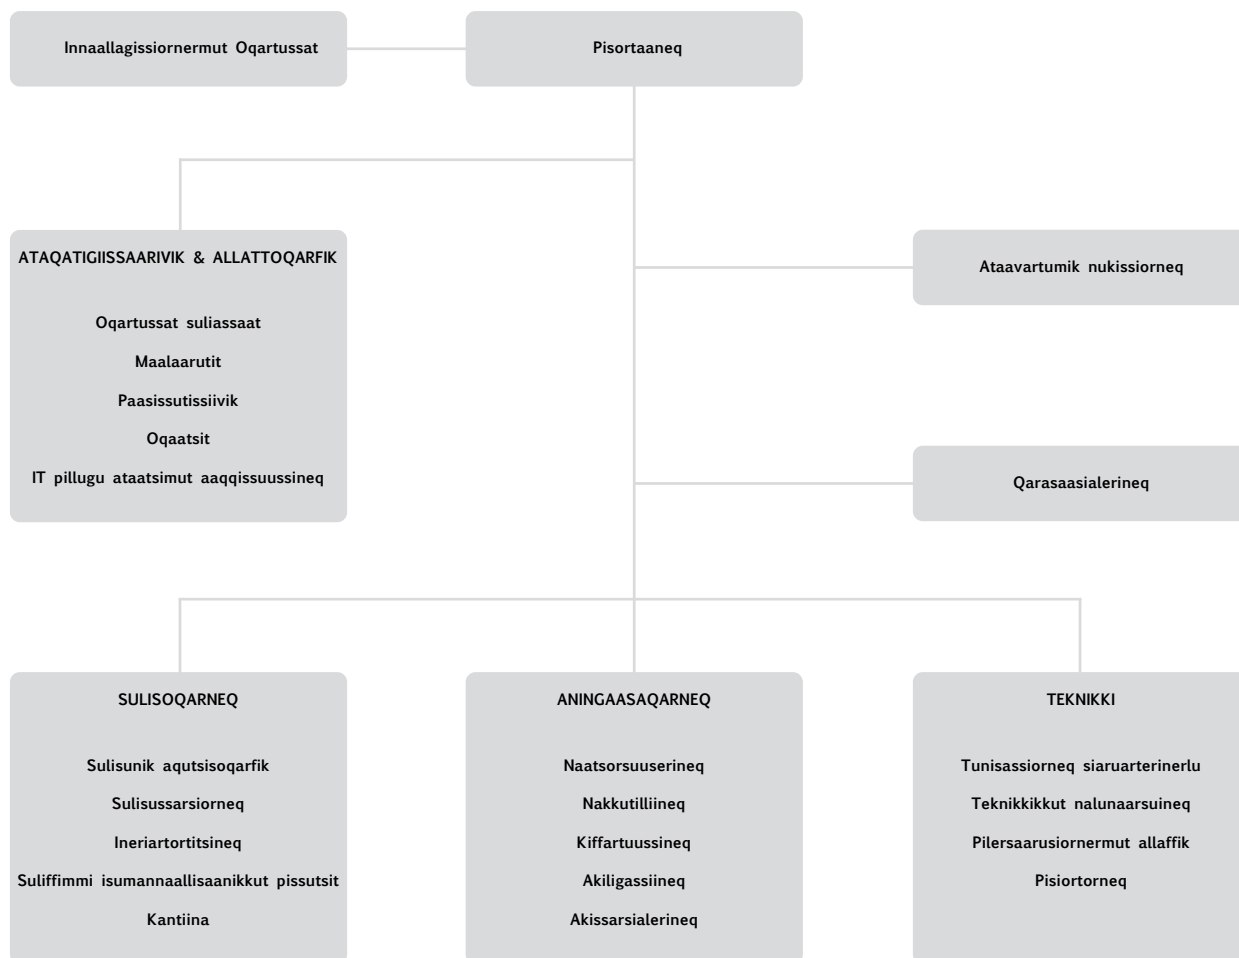 Innaallagissiornermut Oqartussat
Pisortaaneq
ATAQATIGIISSAARIVIK & ALLATTOQARFIK
Oqartussat suliassaat
Maalaarutit
Paasissutissiivik
Oqaatsit
IT pillugu ataatsimut aaqqissuussineq
Ataavartumik nukissiorneq
Qarasaasialerineq
SULISOQARNEQ
Sulisunik aqutsisoqarfik
Sulisussarsiorneq
Ineriartortitsineq
Suliffimmi isumannaallisaanikkut pissutsit
Kantiina
ANINGAASAQARNEQ
Naatsorsuuserineq
Nakkutilliineq
Kiffartuussineq
Akiligassiineq
Akissarsialerineq
TEKNIKKI
Tunisassiorneq siaruarterinerlu
Teknikkikkut nalunaarsuineq
Pilersaarusiornermut allaffik
Pisiortorneq